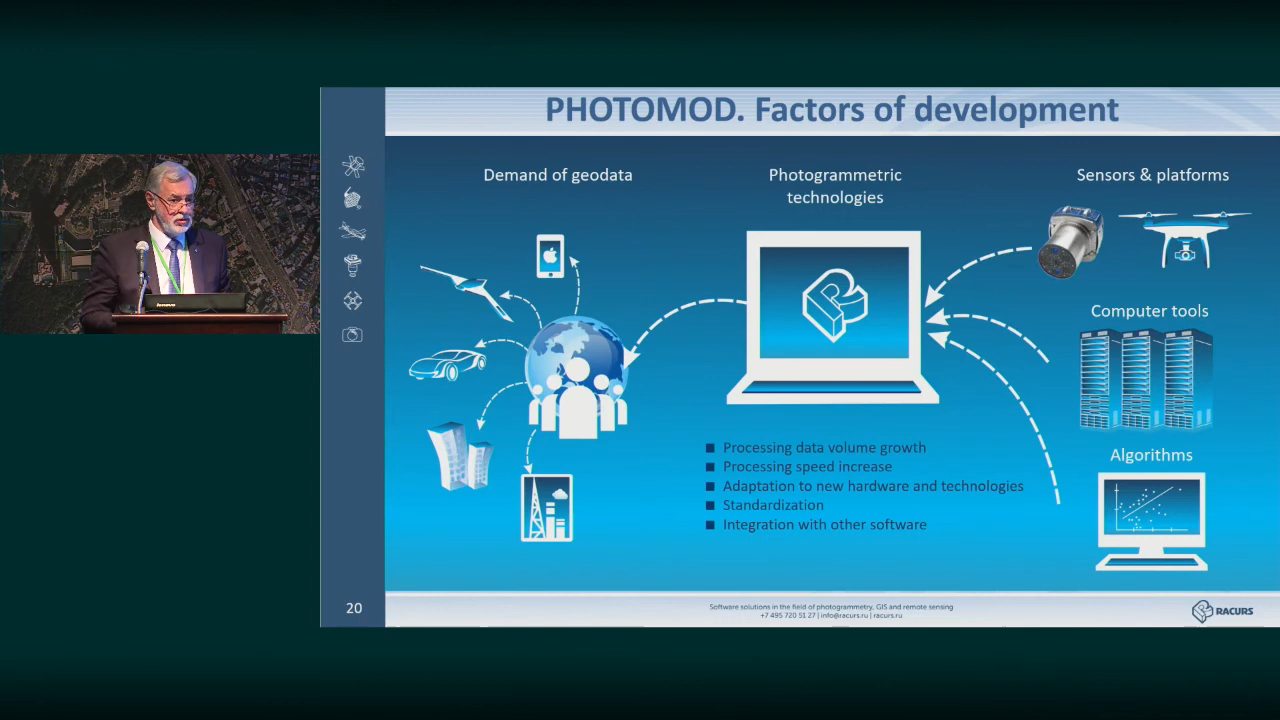 PHOTOMOD. Factors of development
Demand of geodata
Photogrammetric
technologies
Sensors & platforms
Computer tools
Algorithms
Processing data volume growth
Processing speed increase
Adaptation to new hardware and technologies
Standardization
Integration with other software
20
Software solutions in the field of photogrammetry, GIS and remote sensing
+7 495 720 51 27 | info@racurs.ru | racurs.ru
RACURS
lenovo